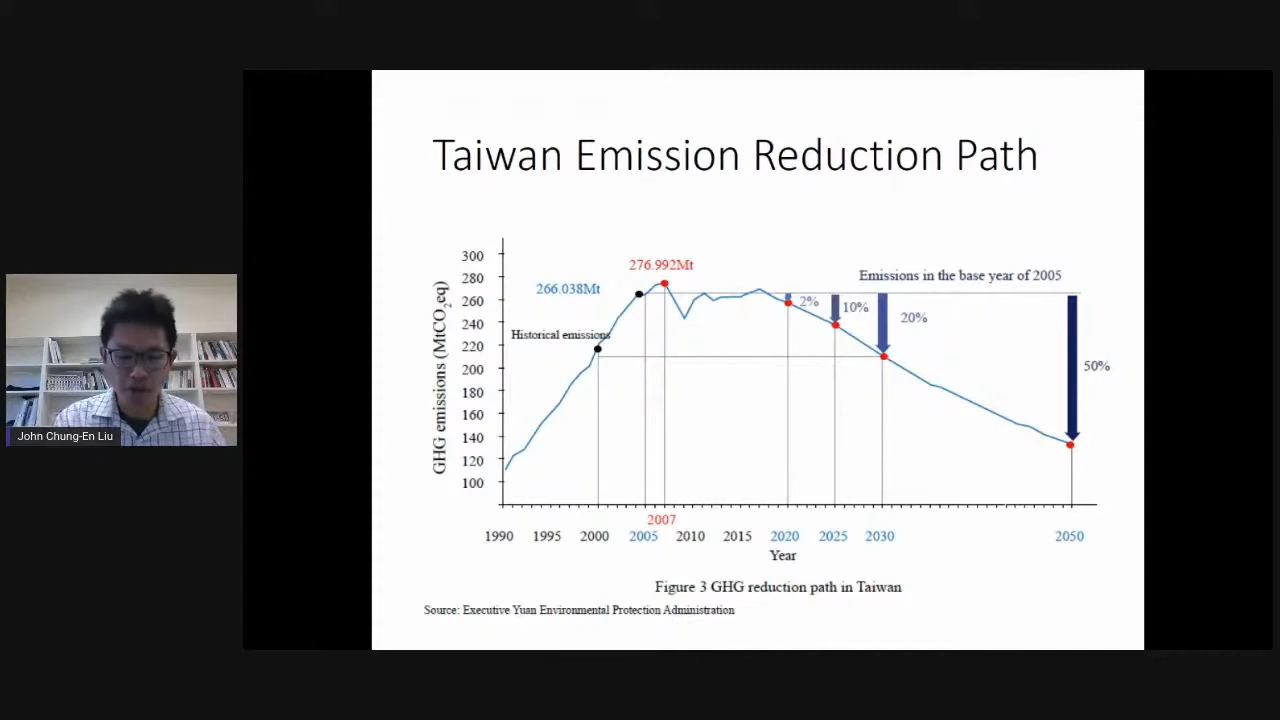 Taiwan Emission Reduction Path
300
280
260
240
220
200
180
160
140
120
100
GHG emissions (MtCO2eq)
276.992Mt
266.038Mt
Emissions in the base year of 2005
Historical emissions
2%
10%
20%
50%
2007
1990 1995 2000 2005 2010 2015 2020 2025 2030 2050
Year
Figure 3 GHG reduction path in Taiwan
Source: Executive Yuan Environmental Protection Administration
John Chung-En Liu